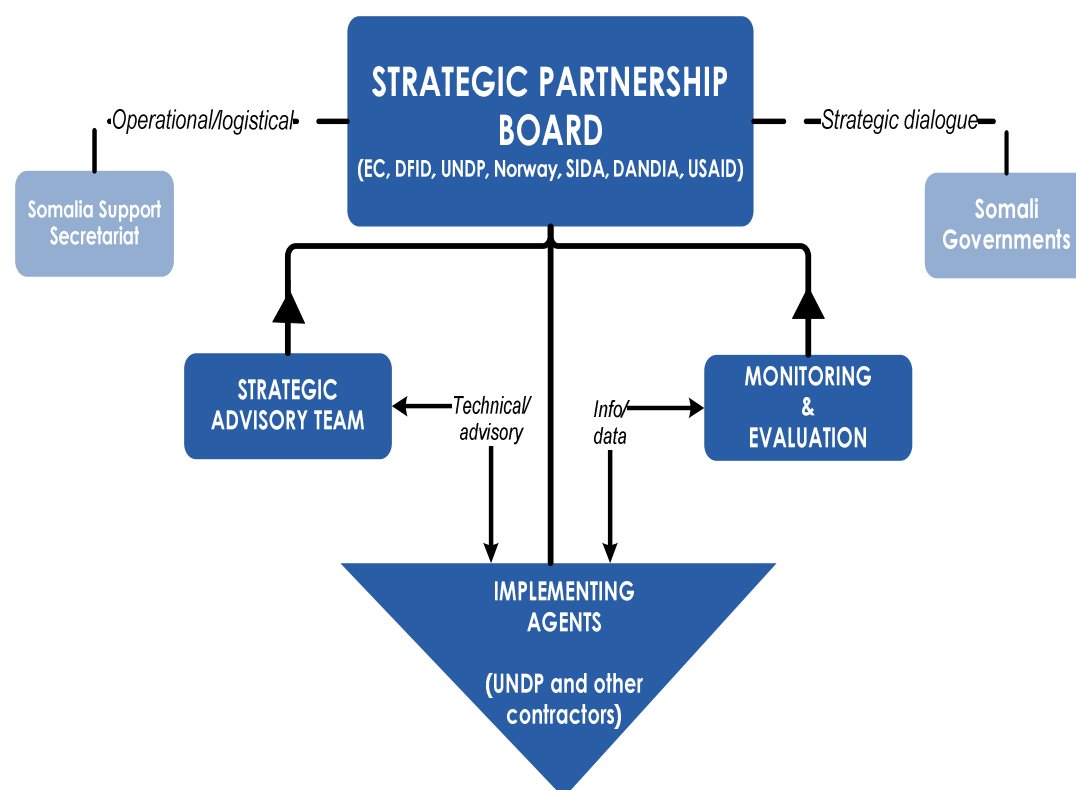 STRATEGIC PARTNERSHIP
BOARD
(EC, DFID, UNDP, Norway, SIDA, DANDIA, USAID)
Operational/logistical
Strategic dialogue
Somalia Support
Secretariat
Somali
Governments
STRATEGIC
ADVISORY TEAM
Technical/
advisory
Info/
data
MONITORING
&
EVALUATION
IMPLEMENTING
AGENTS
(UNDP and other
contractors)